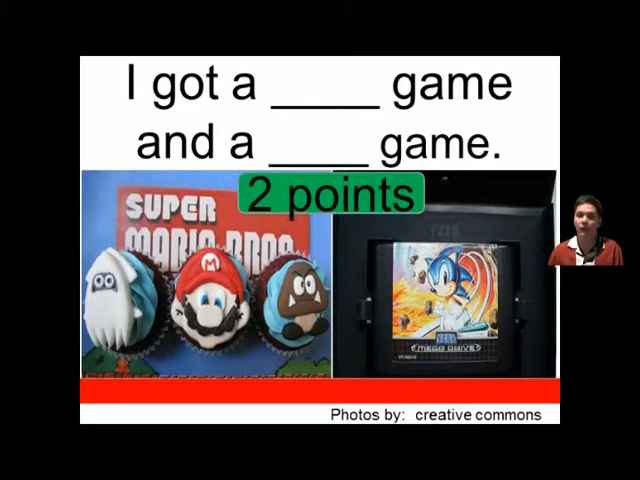 I got a _____ game
and a _____ game.
2 points
SUPER
MARIO BROS
M
SEGA
MEGA DRIVE
Photos by: creative commons